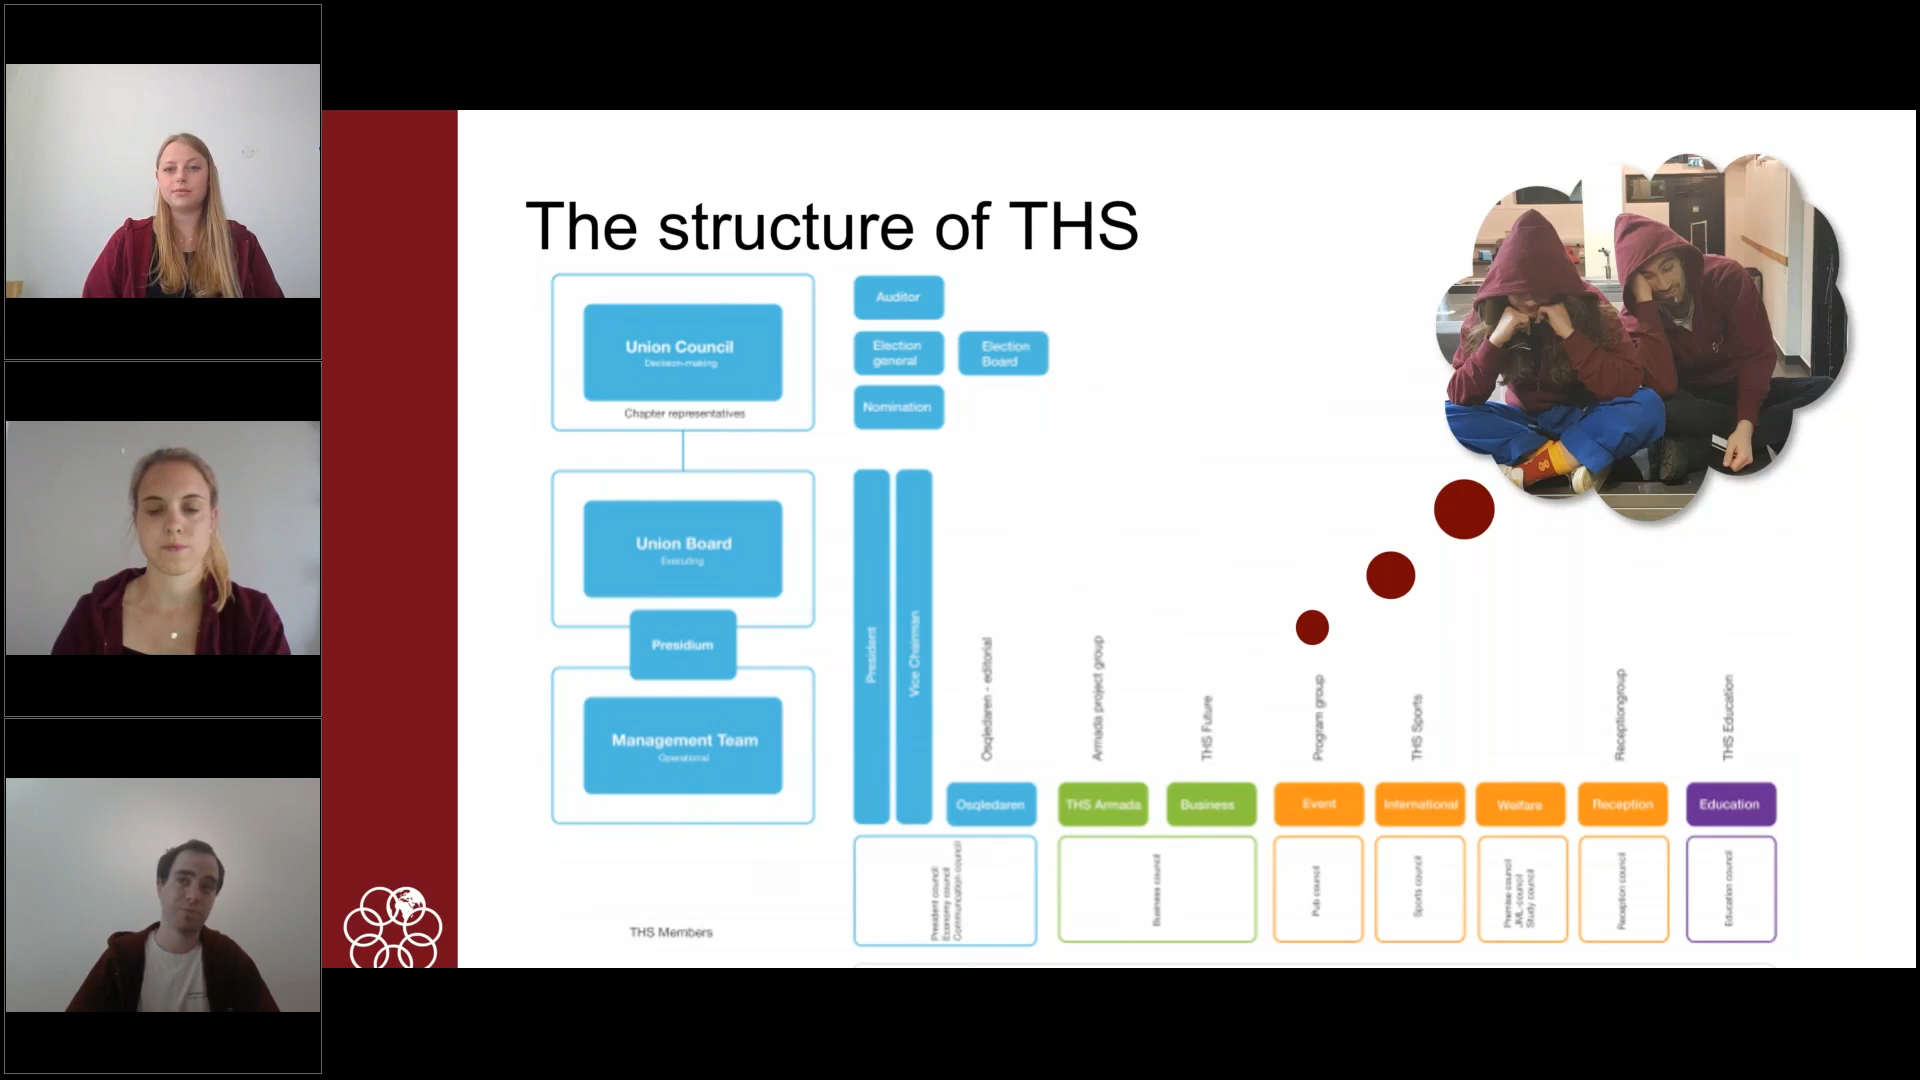 The structure of THS
Union Council
Decision-making
Chapter representatives
Auditor
Election
general
Election
Board
Nomination
Union Board
Executing
Presidium
Management Team
Operational
THS Members
President
Vice Chairman
Osqledaren - editorial
Armada project group
THS Future
Program group
THS Sports
Receptiongroup
THS Education
Osqledaren
THS Armada
Business
Event
International
Welfare
Reception
Education
President council
Economy council
Communication council
Business council
Pub council
Sports council
Premise council
JML-council
Study council
Reception council
Education council